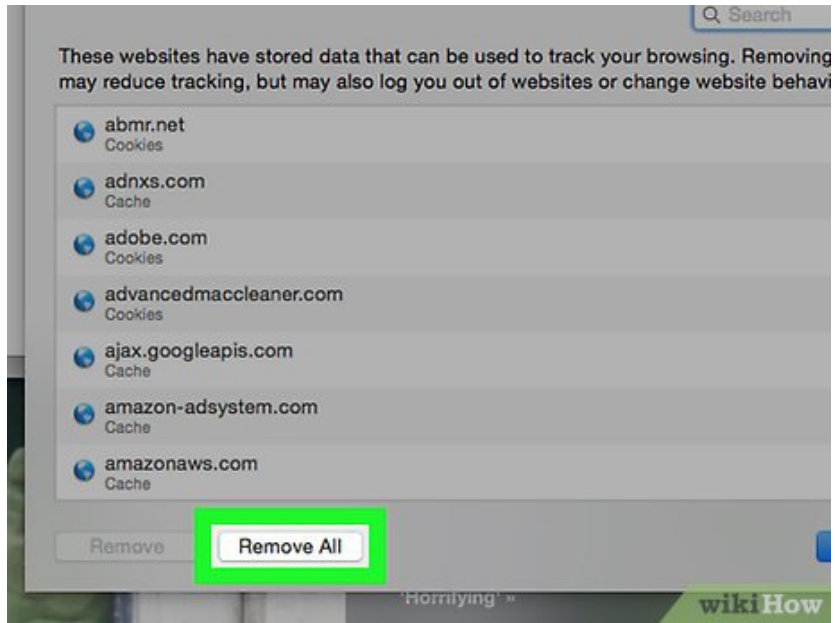 Search
These websites have stored data that can be used to track your browsing. Removing
may reduce tracking, but may also log you out of websites or change website behavi
abmr.net
Cookies
adnxs.com
Cache
adobe.com
Cookies
advancedmaccleaner.com
Cookies
ajax.googleapis.com
Cache
amazon-adsystem.com
Cache
amazonaws.com
Cache
Remove
Remove All
'Horrifying' »
wikiHow